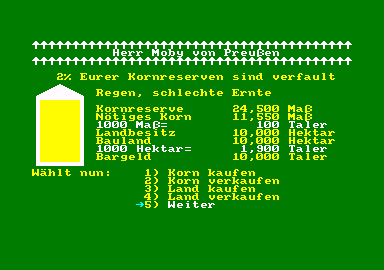 Herr Moby von Preußen
2% Eurer Kornreserven sind verfault
Regen, schlechte Ernte
Kornreserve 24,500 Maß
Nötiges Korn 11,550 Maß
1000 Maß= 100 Taler
Landbesitz 10,000 Hektar
Bauland 10,000 Hektar
1000 Hektar= 1,900 Taler
Bargeld 10,000 Taler
Wählt nun: 1) Korn kaufen
2) Korn verkaufen
3) Land kaufen
4) Land verkaufen
→5) Weiter